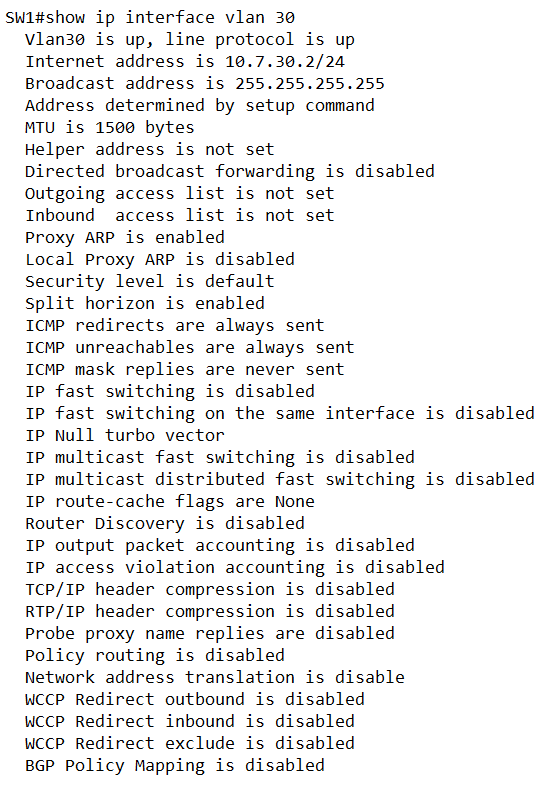 SW1#show ip interface vlan 30
Vlan30 is up, line protocol is up
Internet address is 10.7.30.2/24
Broadcast address is 255.255.255.255
Address determined by setup command
MTU is 1500 bytes
Helper address is not set
Directed broadcast forwarding is disabled
Outgoing access list is not set
Inbound  access list is not set
Proxy ARP is enabled
Local Proxy ARP is disabled
Security level is default
Split horizon is enabled
ICMP redirects are always sent
ICMP unreachables are always sent
ICMP mask replies are never sent
IP fast switching is disabled
IP fast switching on the same interface is disabled
IP Null turbo vector
IP multicast fast switching is disabled
IP multicast distributed fast switching is disabled
IP route-cache flags are None
Router Discovery is disabled
IP output packet accounting is disabled
IP access violation accounting is disabled
TCP/IP header compression is disabled
RTP/IP header compression is disabled
Probe proxy name replies are disabled
Policy routing is disabled
Network address translation is disable
WCCP Redirect outbound is disabled
WCCP Redirect inbound is disabled
WCCP Redirect exclude is disabled
BGP Policy Mapping is disabled